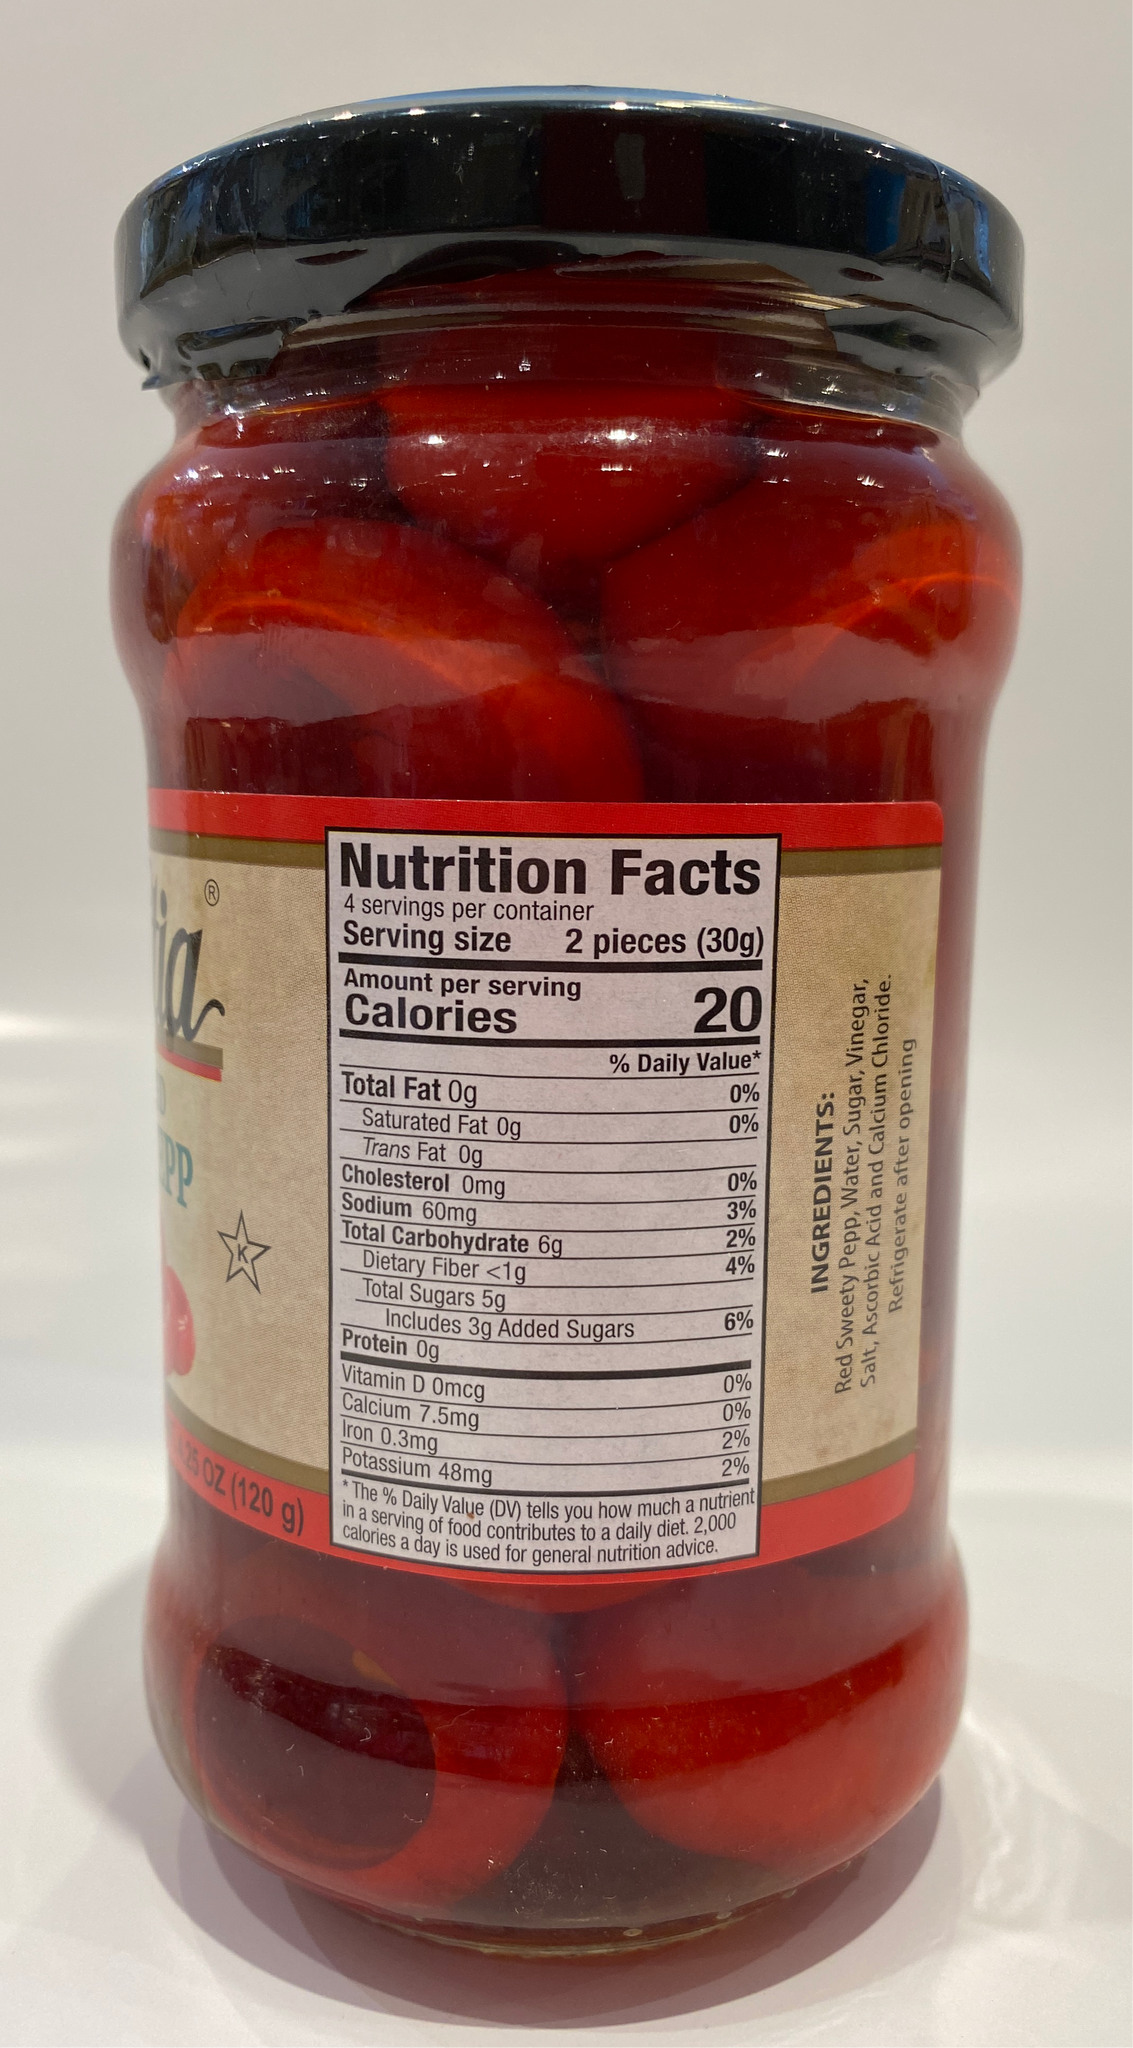 ®
Nutrition Facts
4 servings per container
Serving size 2 pieces (30g)
Amount per serving
Calories 20
% Daily Value*
Total Fat 0g 0%
Saturated Fat 0g 0%
Trans Fat 0g
Cholesterol 0mg 0%
Sodium 60mg 3%
Total Carbohydrate 6g 2%
Dietary Fiber <1g 4%
Total Sugars 5g
Includes 3g Added Sugars 6%
Protein 0g
Vitamin D 0mcg 0%
Calcium 7.5mg 0%
Iron 0.3mg 2%
Potassium 48mg 2%
* The % Daily Value (DV) tells you how much a nutrient
in a serving of food contributes to a daily diet. 2,000
calories a day is used for general nutrition advice.
K
25 OZ (120 g)
INGREDIENTS:
Red Sweety Pepp, Water, Sugar, Vinegar,
Salt, Ascorbic Acid and Calcium Chloride.
Refrigerate after opening